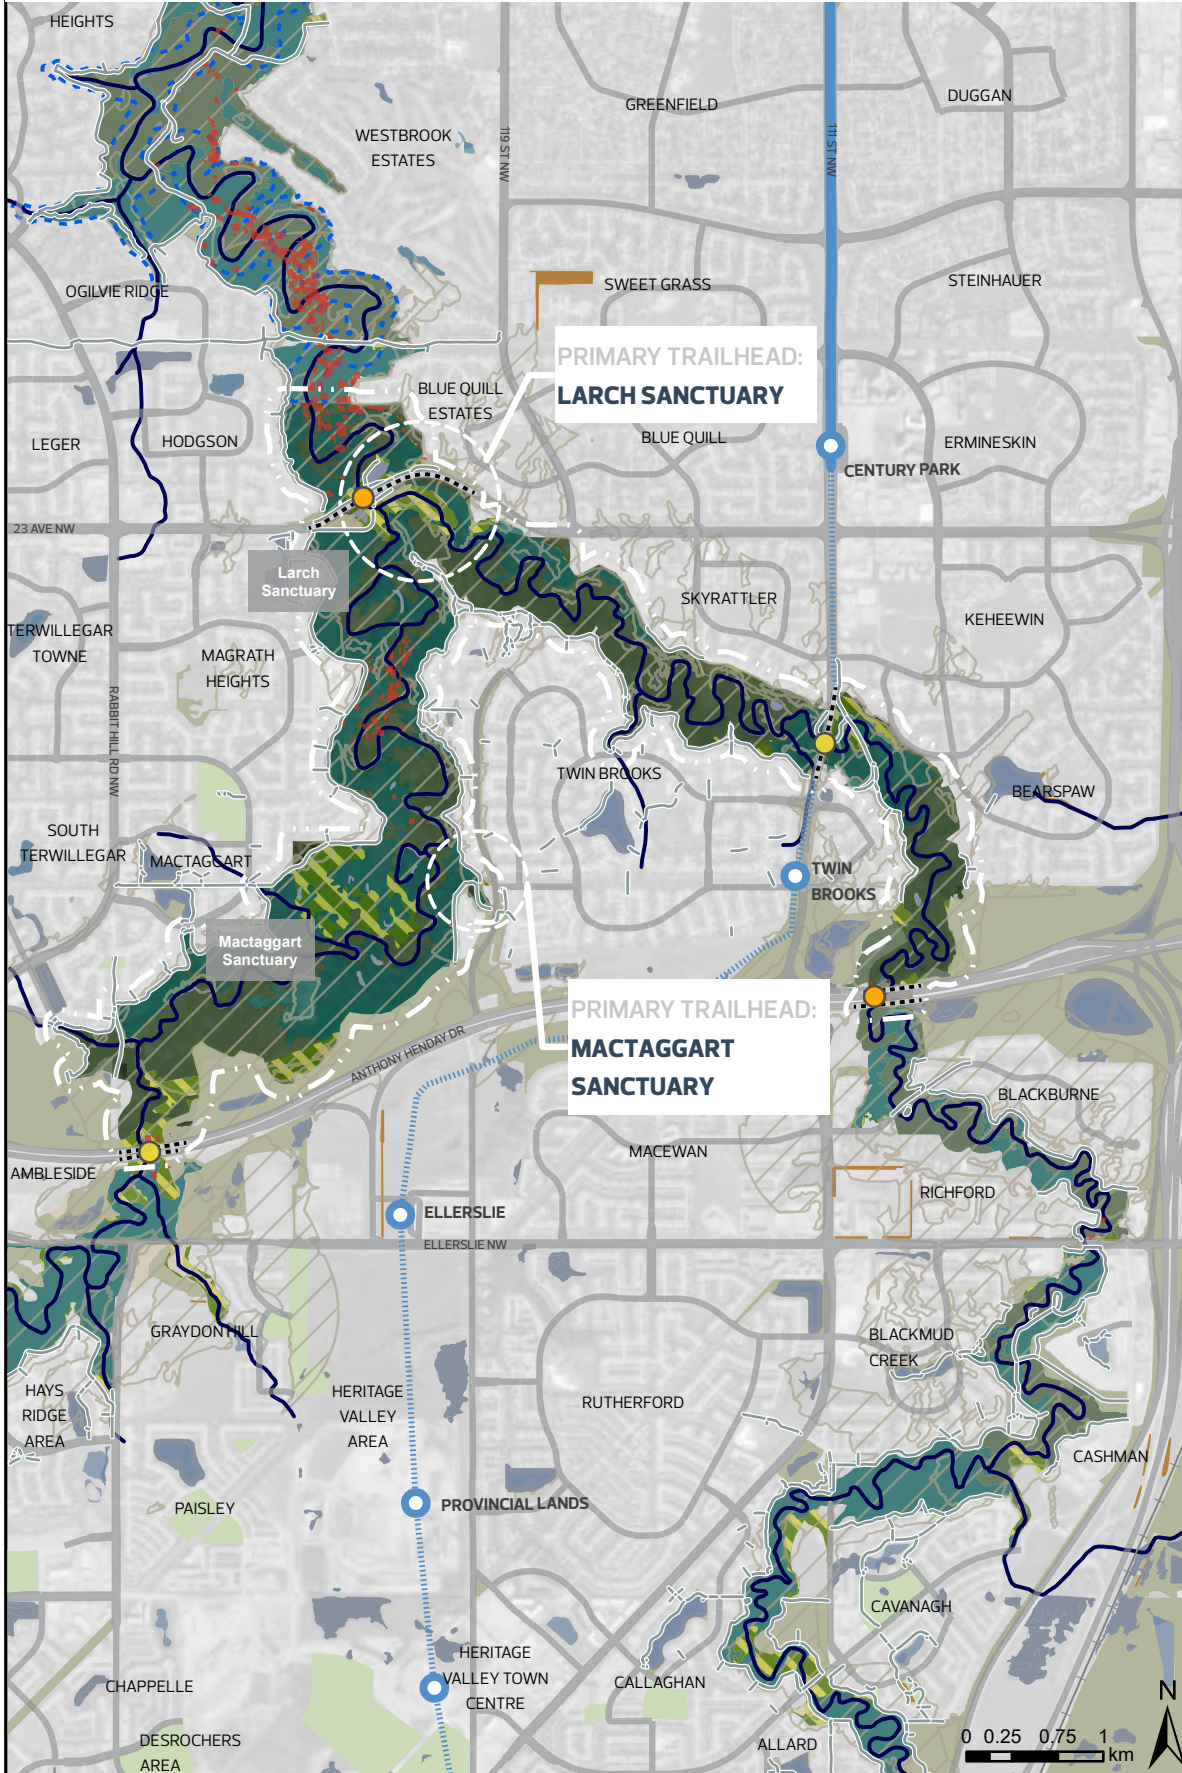 HEIGHTS
GREENFIELD
DUGGAN
WESTBROOK
ESTATES
119 ST NW
111 ST NW
OGILVIE RIDGE
SWEET GRASS
STEINHAUER
PRIMARY TRAILHEAD:
LARCH SANCTUARY
BLUE QUILL
ESTATES
LEGER
HODGSON
BLUE QUILL
ERMINESKIN
CENTURY PARK
23 AVE NW
Larch
Sanctuary
SKYRATTLER
KEHEEWIN
TERWILLEGAR
TOWNE
MAGRATH
HEIGHTS
RABBIT HILL RD NW
TWIN BROOKS
BEARSPAW
SOUTH
TERWILLEGAR
MACTAGGART
TWIN
BROOKS
Mactaggart
Sanctuary
PRIMARY TRAILHEAD:
MACTAGGART
SANCTUARY
ANTHONY HENDAY DR
BLACKBURNE
MACEWAN
AMBLESIDE
RICHFORD
ELLERSLIE
ELLERSLIE NW
GRAYDON HILL
BLACKMUD
CREEK
HAYS
RIDGE
AREA
HERITAGE
VALLEY
AREA
RUTHERFORD
CASHMAN
PAISLEY
PROVINCIAL LANDS
CAVANAGH
HERITAGE
VALLEY TOWN
CENTRE
CHAPPELLE
CALLAGHAN
N
DESROCHERS
AREA
ALLARD
0 0.25 0.75 1
km